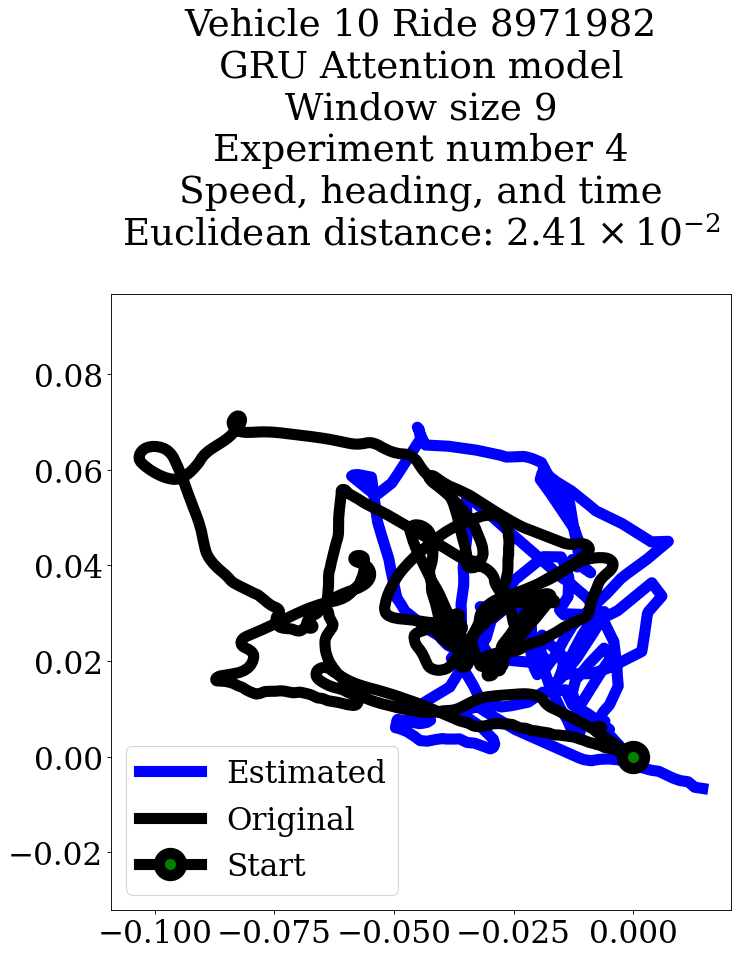 Vehicle 10 Ride 8971982
GRU Attention model
Window size 9
Experiment number 4
Speed, heading, and time
Euclidean distance: 2.41 × 10⁻²
0.08
0.06
0.04
0.02
0.00
−0.02
Estimated
Original
Start
−0.100 −0.075 −0.050 −0.025 0.000